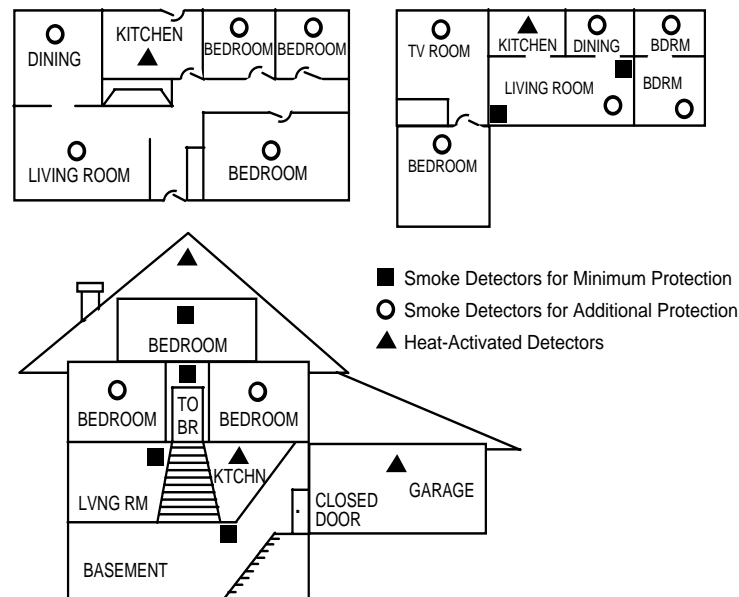 KITCHEN
DINING
BEDROOM
BEDROOM
LIVING ROOM
BEDROOM
TV ROOM
KITCHEN
DINING
BDRM
LIVING ROOM
BDRM
BEDROOM
Smoke Detectors for Minimum Protection
Smoke Detectors for Additional Protection
Heat-Activated Detectors
BEDROOM
BEDROOM
TO
BR
BEDROOM
LVNG RM
KTCHN
CLOSED
DOOR
GARAGE
BASEMENT